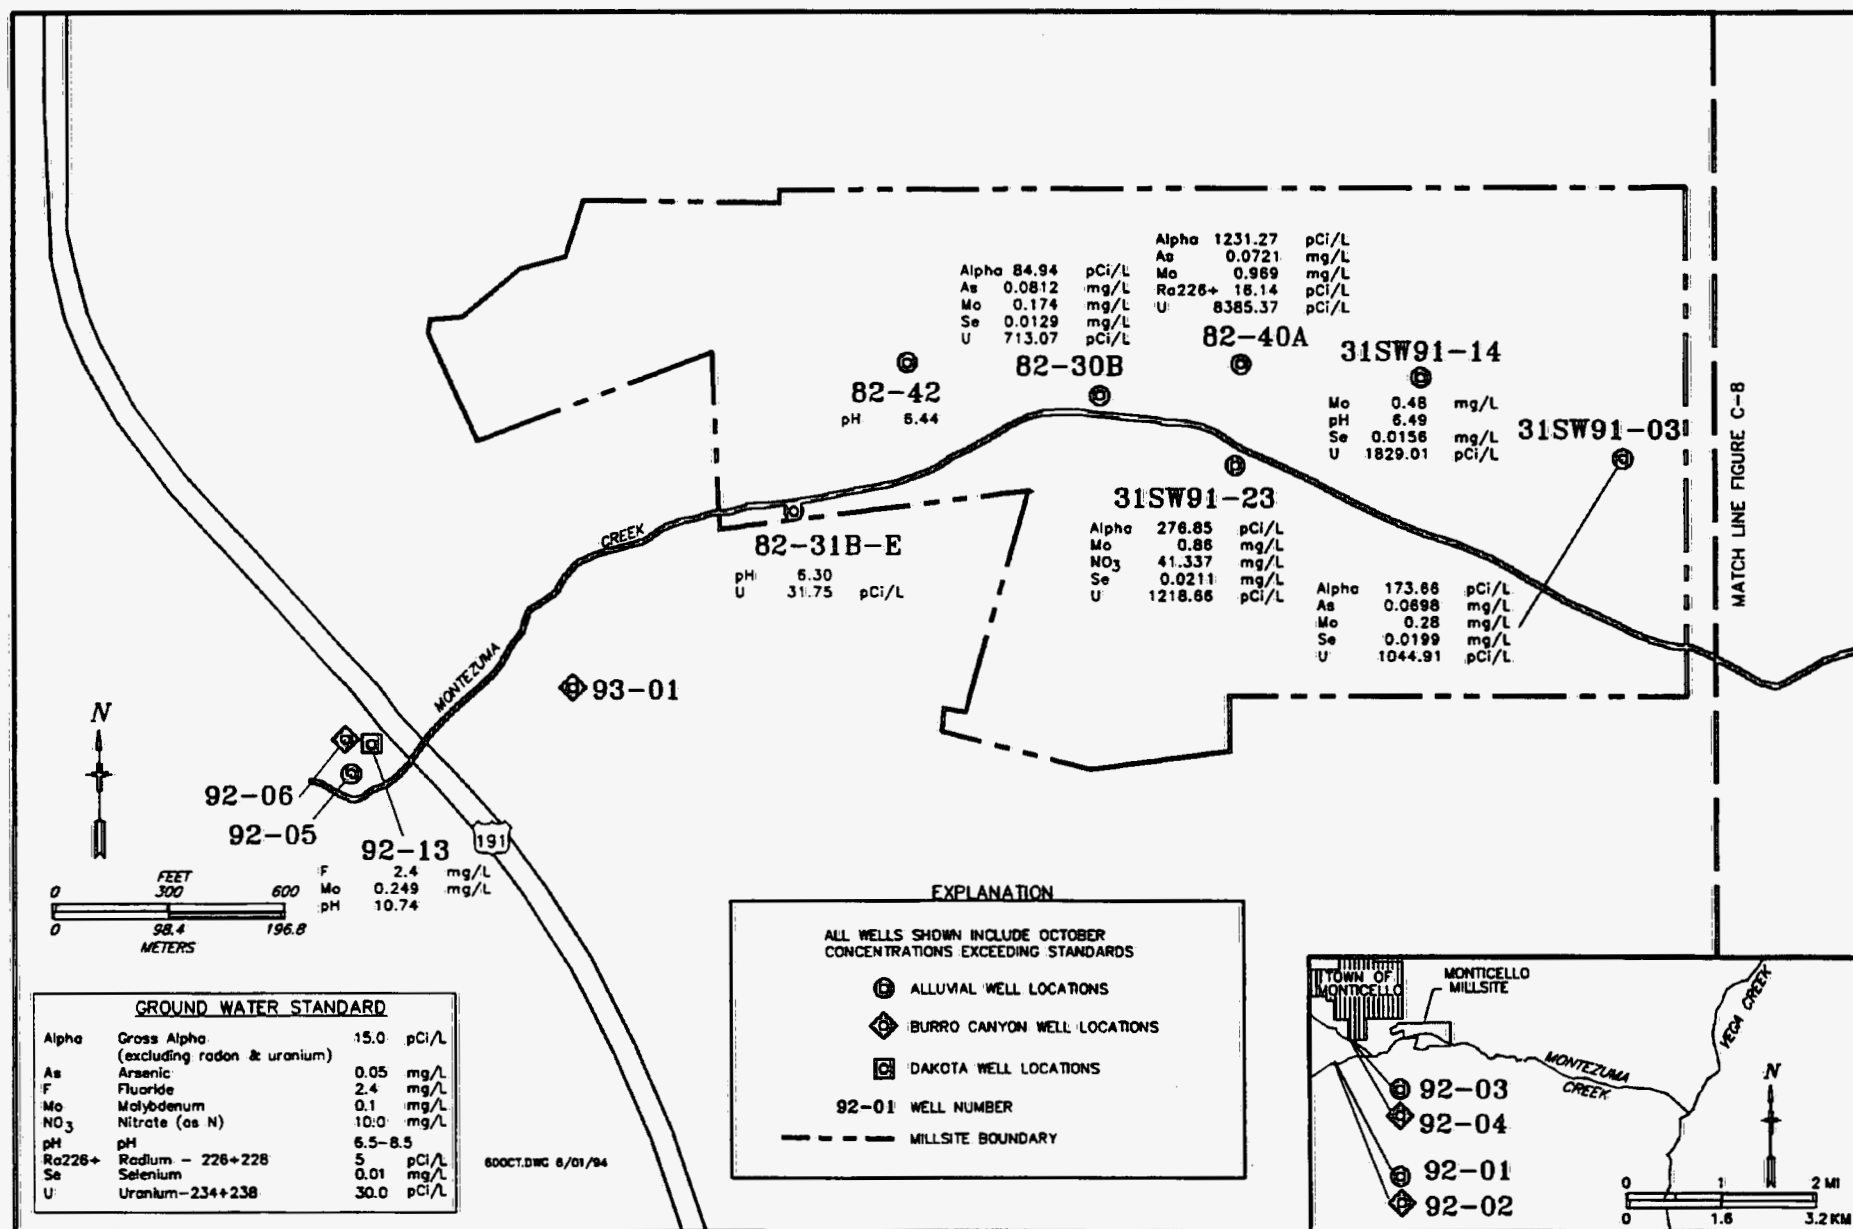 Alpha 1231.27 pCi/L
As 0.0721 mg/L
Mo 0.969 mg/L
Ra226+ 16.14 pCi/L
U 8385.37 pCi/L
82-40A
Alpha 84.94 pCi/L
As 0.0812 mg/L
Mo 0.174 mg/L
Se 0.0129 mg/L
U 713.07 pCi/L
82-30B
82-42
pH 6.44
31SW91-14
Mo 0.48 mg/L
pH 6.49
Se 0.0156 mg/L
U 1829.01 pCi/L
31SW91-03
Alpha 173.66 pCi/L
As 0.0698 mg/L
Mo 0.28 mg/L
Se 0.0199 mg/L
U 1044.91 pCi/L
MATCH LINE FIGURE C-8
31SW91-23
Alpha 276.85 pCi/L
Mo 0.86 mg/L
NO3 41.337 mg/L
Se 0.0211 mg/L
U 1218.66 pCi/L
82-31B-E
pH 6.30
U 31.75 pCi/L
MONTEZUMA CREEK
93-01
N
92-06
92-05
92-13
F 2.4 mg/L
Mo 0.249 mg/L
pH 10.74
191
FEET
0 300 600
0 98.4 196.8
METERS
GROUND WATER STANDARD
Alpha Gross Alpha 15.0 pCi/L
(excluding radon & uranium)
As Arsenic 0.05 mg/L
F Fluoride 2.4 mg/L
Mo Molybdenum 0.1 mg/L
NO3 Nitrate (as N) 10.0 mg/L
pH pH 6.5-8.5
Ra226+ Radium - 226+228 5 pCi/L
Se Selenium 0.01 mg/L
U Uranium-234+238 30.0 pCi/L
600CT.DWG 6/01/94
EXPLANATION
ALL WELLS SHOWN INCLUDE OCTOBER
CONCENTRATIONS EXCEEDING STANDARDS
ALLUVIAL WELL LOCATIONS
BURRO CANYON WELL LOCATIONS
DAKOTA WELL LOCATIONS
92-01 WELL NUMBER
MILLSITE BOUNDARY
TOWN OF
MONTICELLO
MONTICELLO
MILLSITE
VEGA CREEK
MONTEZUMA
CREEK
92-03
92-04
92-01
92-02
N
0 1 2 MI
0 1.6 3.2 KM